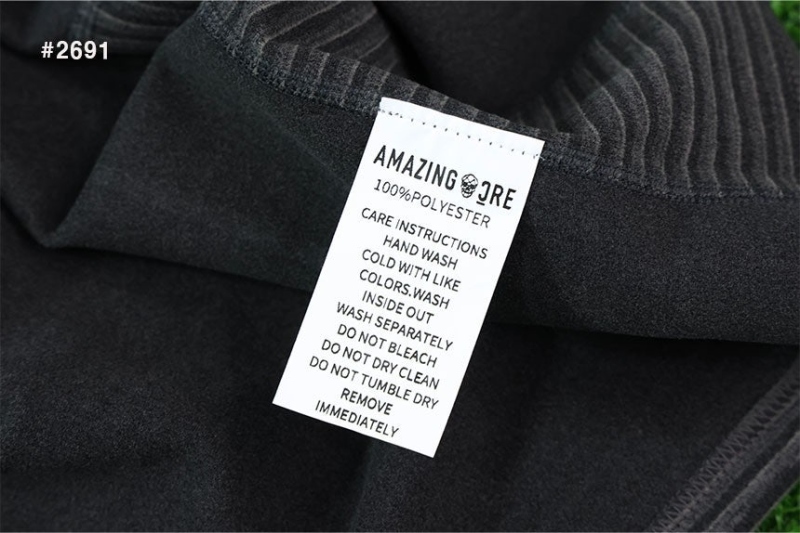 #2691
AMAZING CRE
100%POLYESTER
CARE INSTRUCTIONS
HAND WASH
COLD WITH LIKE
COLORS.WASH
INSIDE OUT
WASH SEPARATELY
DO NOT BLEACH
DO NOT DRY CLEAN
DO NOT TUMBLE DRY
REMOVE
IMMEDIATELY